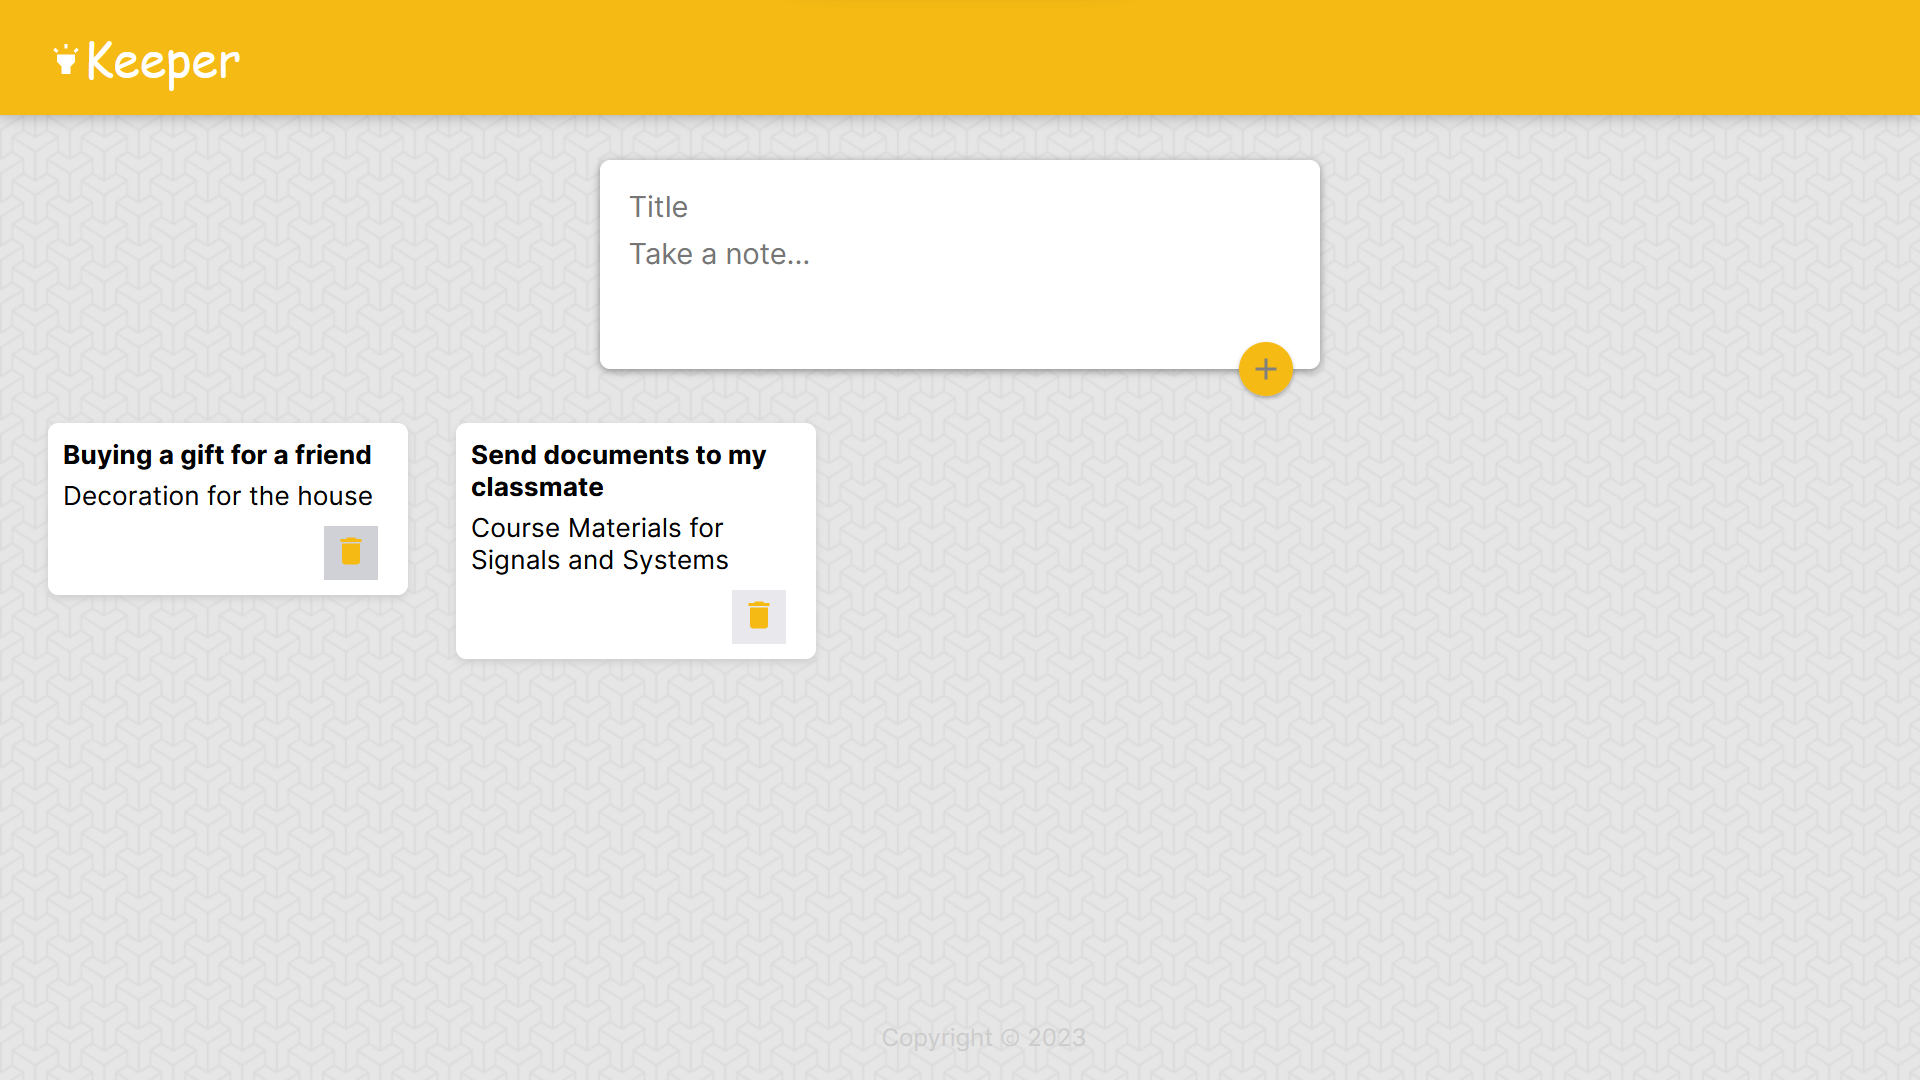 Keeper
Title
Take a note...
Buying a gift for a friend
Decoration for the house
Send documents to my
classmate
Course Materials for
Signals and Systems
Copyright © 2023